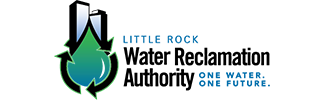 LITTLE ROCK
Water Reclamation
Authority ONE WATER.
ONE FUTURE.